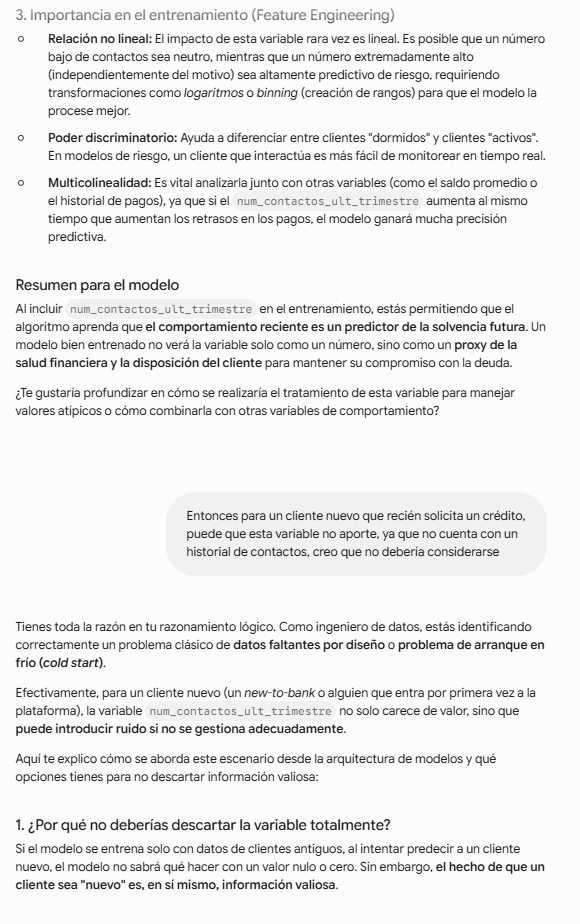 3. Importancia en el entrenamiento (Feature Engineering)
Relación no lineal: El impacto de esta variable rara vez es lineal. Es posible que un número
bajo de contactos sea neutro, mientras que un número extremadamente alto
(independientemente del motivo) sea altamente predictivo de riesgo, requiriendo
transformaciones como logaritmos o binning (creación de rangos) para que el modelo la
procese mejor.
Poder discriminatorio: Ayuda a diferenciar entre clientes "dormidos" y clientes "activos".
En modelos de riesgo, un cliente que interactúa es más fácil de monitorear en tiempo real.
Multicolinealidad: Es vital analizarla junto con otras variables (como el saldo promedio o
el historial de pagos), ya que si el num_contactos_ult_trimestre aumenta al mismo
tiempo que aumentan los retrasos en los pagos, el modelo ganará mucha precisión
predictiva.
Resumen para el modelo
Al incluir num_contactos_ult_trimestre en el entrenamiento, estás permitiendo que el
algoritmo aprenda que el comportamiento reciente es un predictor de la solvencia futura. Un
modelo bien entrenado no verá la variable solo como un número, sino como un proxy de la
salud financiera y la disposición del cliente para mantener su compromiso con la deuda.
¿Te gustaría profundizar en cómo se realizaría el tratamiento de esta variable para manejar
valores atípicos o cómo combinarla con otras variables de comportamiento?
Entonces para un cliente nuevo que recién solicita un crédito,
puede que esta variable no aporte, ya que no cuenta con un
historial de contactos, creo que no debería considerarse
Tienes toda la razón en tu razonamiento lógico. Como ingeniero de datos, estás identificando
correctamente un problema clásico de datos faltantes por diseño o problema de arranque en
frío (cold start).
Efectivamente, para un cliente nuevo (un new-to-bank o alguien que entra por primera vez a la
plataforma), la variable num_contactos_ult_trimestre no solo carece de valor, sino que
puede introducir ruido si no se gestiona adecuadamente.
Aquí te explico cómo se aborda este escenario desde la arquitectura de modelos y qué
opciones tienes para no descartar información valiosa:
1. ¿Por qué no deberías descartar la variable totalmente?
Si el modelo se entrena solo con datos de clientes antiguos, al intentar predecir a un cliente
nuevo, el modelo no sabrá qué hacer con un valor nulo o cero. Sin embargo, el hecho de que un
cliente sea "nuevo" es, en sí mismo, información valiosa.